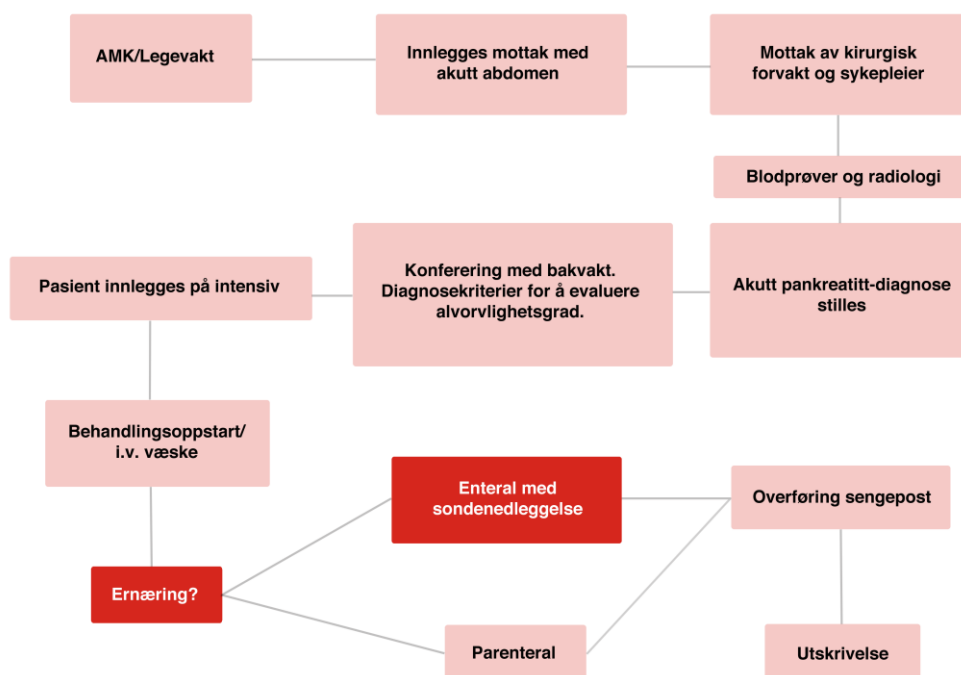 AMK/Legevakt
Innlegges mottak med
akutt abdomen
Mottak av kirurgisk
forvakt og sykepleier
Blodprøver og radiologi
Akutt pankreatitt-diagnose
stilles
Konferering med bakvakt.
Diagnosekriterier for å evaluere
alvorvlighetsgrad.
Pasient innlegges på intensiv
Behandlingsoppstart/
i.v. væske
Ernæring?
Enteral med
sondenedleggelse
Parenteral
Overføring sengepost
Utskrivelse